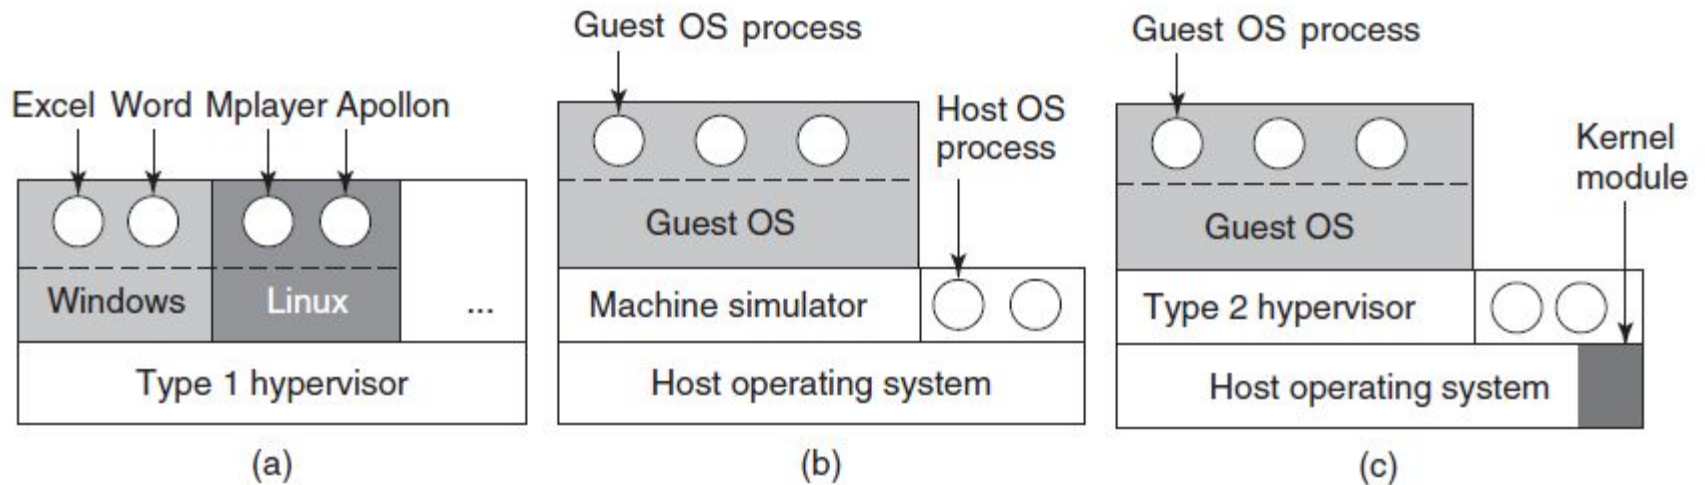 Excel Word Mplayer Apollon
Windows
Linux
...
Type 1 hypervisor
(a)
Guest OS process
Host OS
process
Guest OS
Machine simulator
Host operating system
(b)
Guest OS process
Kernel
module
Guest OS
Type 2 hypervisor
Host operating system
(c)